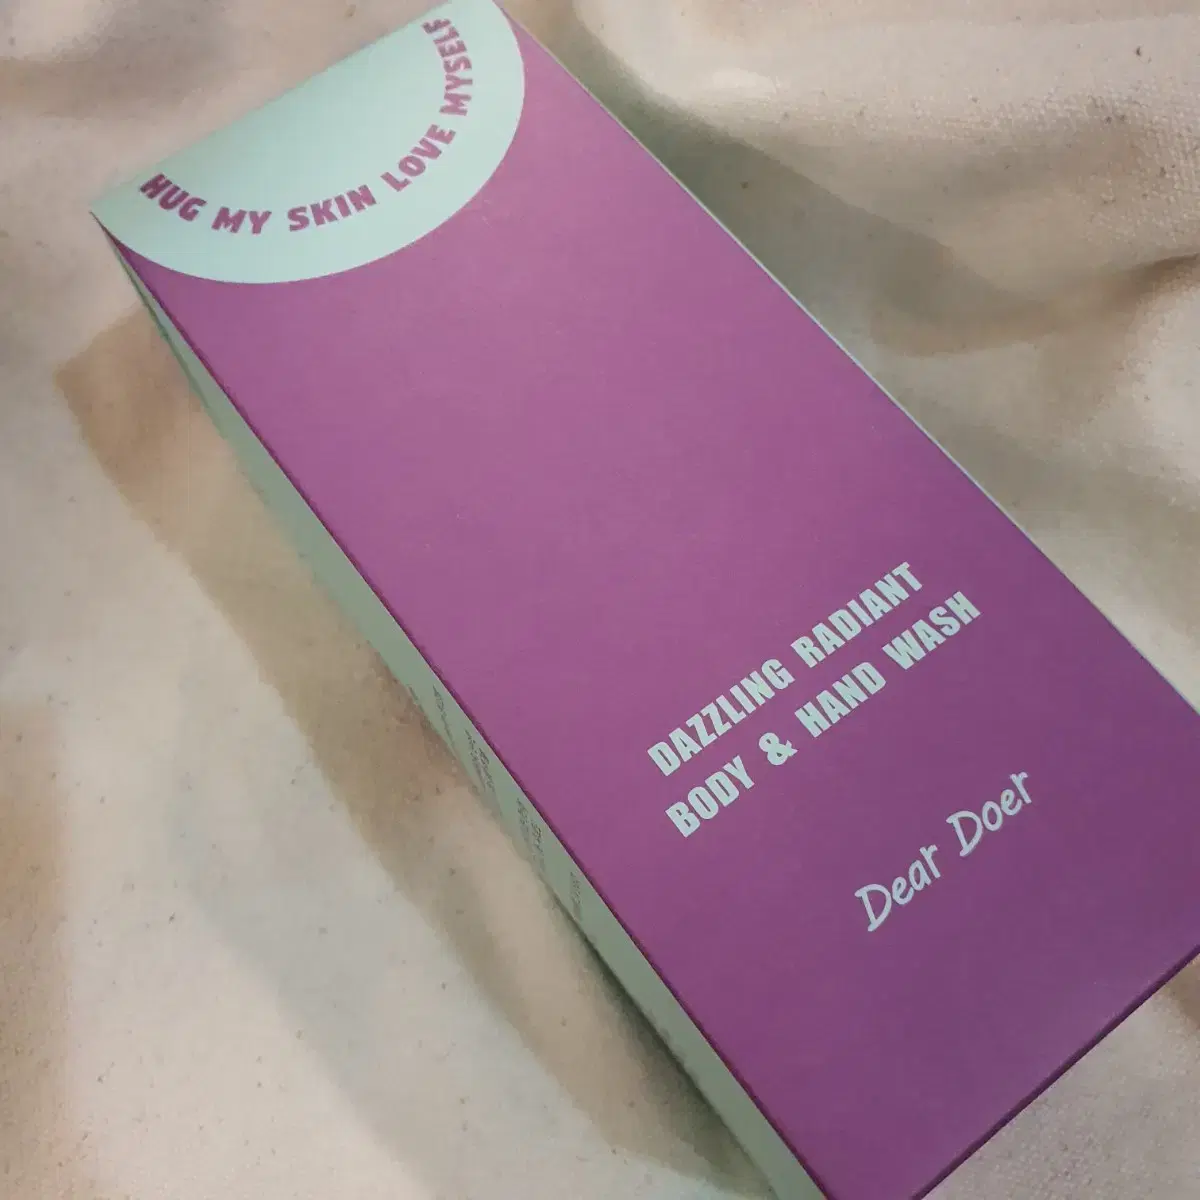 HUG MY SKIN LOVE MYSELF
DAZZLING RADIANT
BODY & HAND WASH
Dear Doer